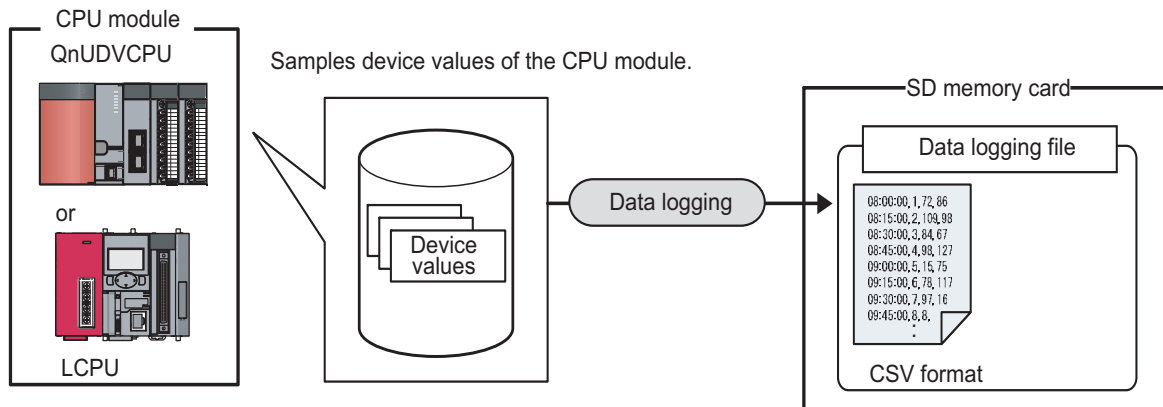 CPU module
QnUDVCPU
or
LCPU
Samples device values of the CPU module.
Device
values
Data logging
SD memory card
Data logging file
08:00:00,1,72,86
08:15:00,2,109,98
08:30:00,3,84,67
08:45:00,4,98,127
09:00:00,5,15,75
09:15:00,6,78,117
09:30:00,7,97,16
09:45:00,8,8,
:
CSV format